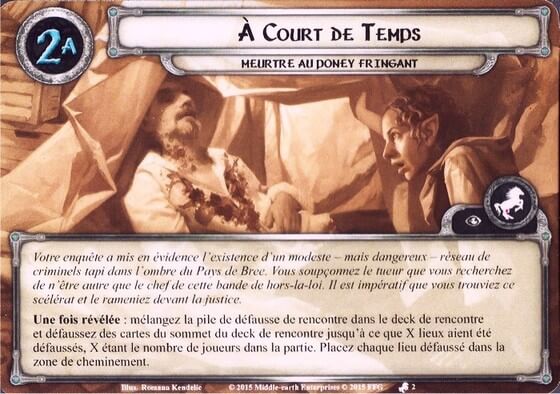 2A
À Court de Temps
Meurtre au Poney Fringant
Votre enquête a mis en évidence l'existence d'un modeste – mais dangereux – réseau de
criminels tapi dans l'ombre du Pays de Bree. Vous soupçonnez le tueur que vous recherchez
de n'être autre que le chef de cette bande de hors-la-loi. Il est impératif que vous trouviez ce
scélérat et le rameniez devant la justice.
Une fois révélée : mélangez la pile de défausse de rencontre dans le deck de rencontre
et défaussez des cartes du sommet du deck de rencontre jusqu'à ce que X lieux aient été
défaussés, X étant le nombre de joueurs dans la partie. Placez chaque lieu défaussé dans la
zone de cheminement.
Illus. Romana Kendelic © 2015 Middle-earth Enterprises © 2015 FFG 2